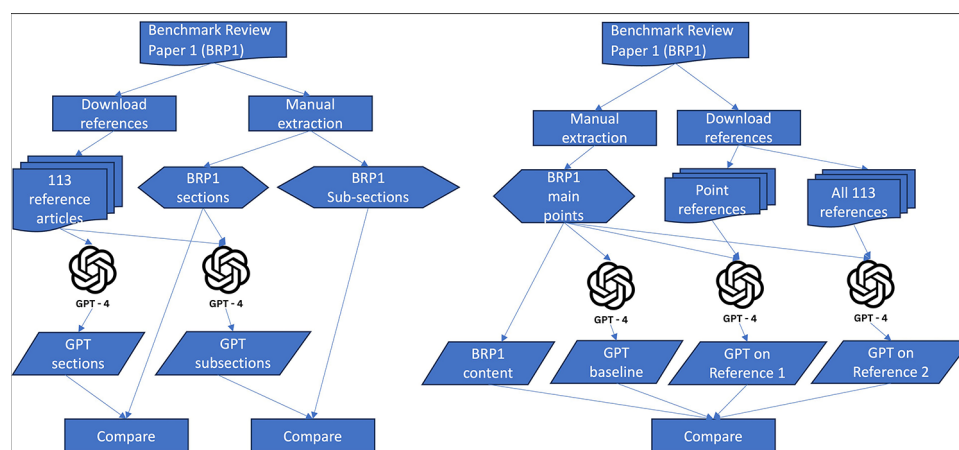 Benchmark Review
Paper 1 (BRP1)
Download
references
Manual
extraction
113
reference
articles
BRP1
sections
BRP1
Sub-sections
GPT - 4
GPT - 4
GPT
sections
GPT
subsections
Compare
Compare
Benchmark Review
Paper 1 (BRP1)
Manual
extraction
Download
references
BRP1
main
points
Point
references
All 113
references
GPT - 4
GPT - 4
GPT - 4
BRP1
content
GPT
baseline
GPT on
Reference 1
GPT on
Reference 2
Compare